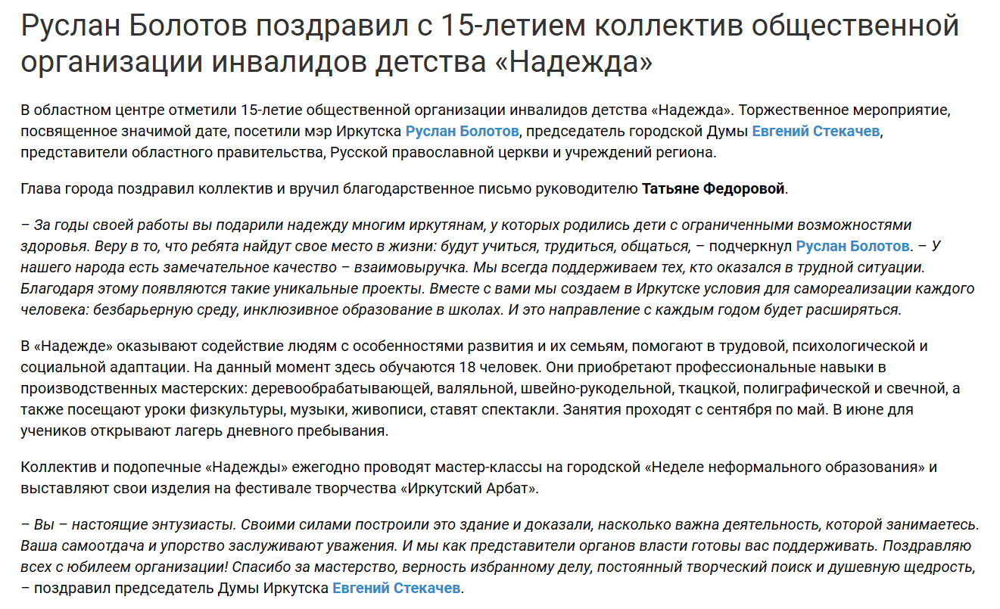 Руслан Болотов поздравил с 15-летием коллектив общественной
организации инвалидов детства «Надежда»
В областном центре отметили 15-летие общественной организации инвалидов детства «Надежда». Торжественное мероприятие,
посвященное значимой дате, посетили мэр Иркутска Руслан Болотов, председатель городской Думы Евгений Стекачев,
представители областного правительства, Русской православной церкви и учреждений региона.
Глава города поздравил коллектив и вручил благодарственное письмо руководителю Татьяне Федоровой.
– За годы своей работы вы подарили надежду многим иркутянам, у которых родились дети с ограниченными возможностями
здоровья. Веру в то, что ребята найдут свое место в жизни: будут учиться, трудиться, общаться, – подчеркнул Руслан Болотов. – У
нашего народа есть замечательное качество – взаимовыручка. Мы всегда поддерживаем тех, кто оказался в трудной ситуации.
Благодаря этому появляются такие уникальные проекты. Вместе с вами мы создаем в Иркутске условия для самореализации каждого
человека: безбарьерную среду, инклюзивное образование в школах. И это направление с каждым годом будет расширяться.
В «Надежде» оказывают содействие людям с особенностями развития и их семьям, помогают в трудовой, психологической и
социальной адаптации. На данный момент здесь обучаются 18 человек. Они приобретают профессиональные навыки в
производственных мастерских: деревообрабатывающей, валяльной, швейно-рукодельной, ткацкой, полиграфической и свечной, а
также посещают уроки физкультуры, музыки, живописи, ставят спектакли. Занятия проходят с сентября по май. В июне для
учеников открывают лагерь дневного пребывания.
Коллектив и подопечные «Надежды» ежегодно проводят мастер-классы на городской «Неделе неформального образования» и
выставляют свои изделия на фестивале творчества «Иркутский Арбат».
– Вы – настоящие энтузиасты. Своими силами построили это здание и доказали, насколько важна деятельность, которой занимаетесь.
Ваша самоотдача и упорство заслуживают уважения. И мы как представители органов власти готовы вас поддерживать. Поздравляю
всех с юбилеем организации! Спасибо за мастерство, верность избранному делу, постоянный творческий поиск и душевную щедрость,
– поздравил председатель Думы Иркутска Евгений Стекачев.